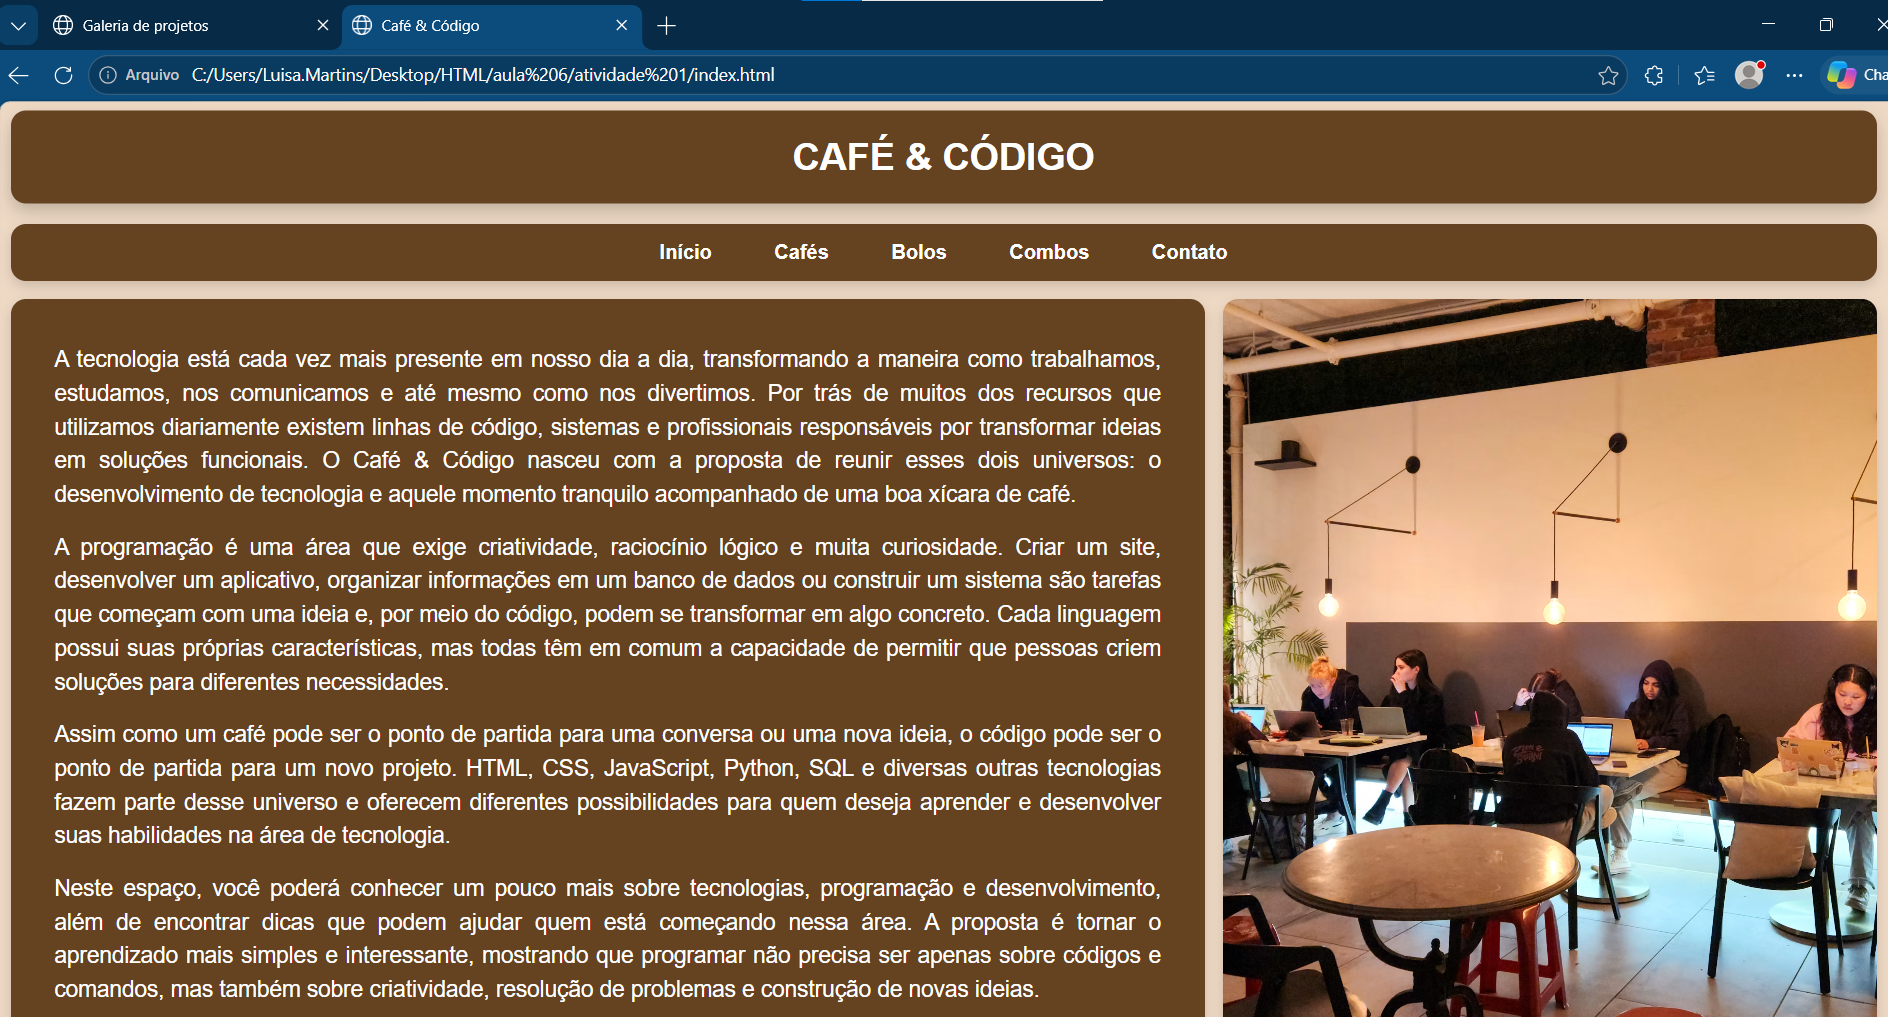 Galeria de projetos
Café & Código
Arquivo C:/Users/Luisa.Martins/Desktop/HTML/aula%206/atividade%201/index.html
Cha
CAFÉ & CÓDIGO
Início Cafés Bolos Combos Contato
A tecnologia está cada vez mais presente em nosso dia a dia, transformando a maneira como trabalhamos,
estudamos, nos comunicamos e até mesmo como nos divertimos. Por trás de muitos dos recursos que
utilizamos diariamente existem linhas de código, sistemas e profissionais responsáveis por transformar ideias
em soluções funcionais. O Café & Código nasceu com a proposta de reunir esses dois universos: o
desenvolvimento de tecnologia e aquele momento tranquilo acompanhado de uma boa xícara de café.
A programação é uma área que exige criatividade, raciocínio lógico e muita curiosidade. Criar um site,
desenvolver um aplicativo, organizar informações em um banco de dados ou construir um sistema são tarefas
que começam com uma ideia e, por meio do código, podem se transformar em algo concreto. Cada linguagem
possui suas próprias características, mas todas têm em comum a capacidade de permitir que pessoas criem
soluções para diferentes necessidades.
Assim como um café pode ser o ponto de partida para uma conversa ou uma nova ideia, o código pode ser o
ponto de partida para um novo projeto. HTML, CSS, JavaScript, Python, SQL e diversas outras tecnologias
fazem parte desse universo e oferecem diferentes possibilidades para quem deseja aprender e desenvolver
suas habilidades na área de tecnologia.
Neste espaço, você poderá conhecer um pouco mais sobre tecnologias, programação e desenvolvimento,
além de encontrar dicas que podem ajudar quem está começando nessa área. A proposta é tornar o
aprendizado mais simples e interessante, mostrando que programar não precisa ser apenas sobre códigos e
comandos, mas também sobre criatividade, resolução de problemas e construção de novas ideias.